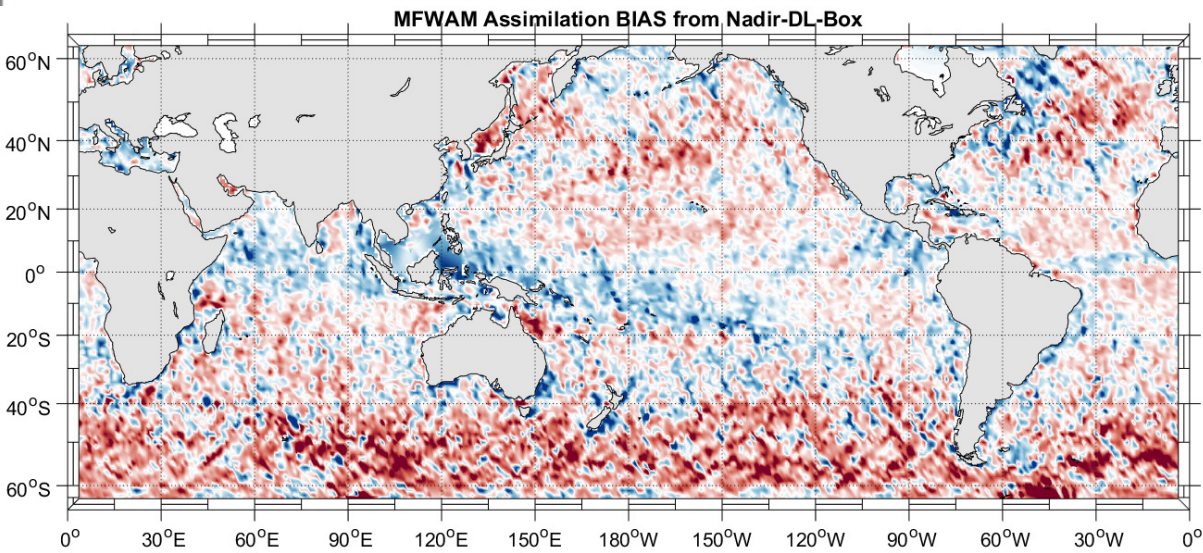 MFWAM Assimilation BIAS from Nadir-DL-Box
60°N
40°N
20°N
0°
20°S
40°S
60°S
0° 30°E 60°E 90°E 120°E 150°E 180°W 150°W 120°W 90°W 60°W 30°W 0°